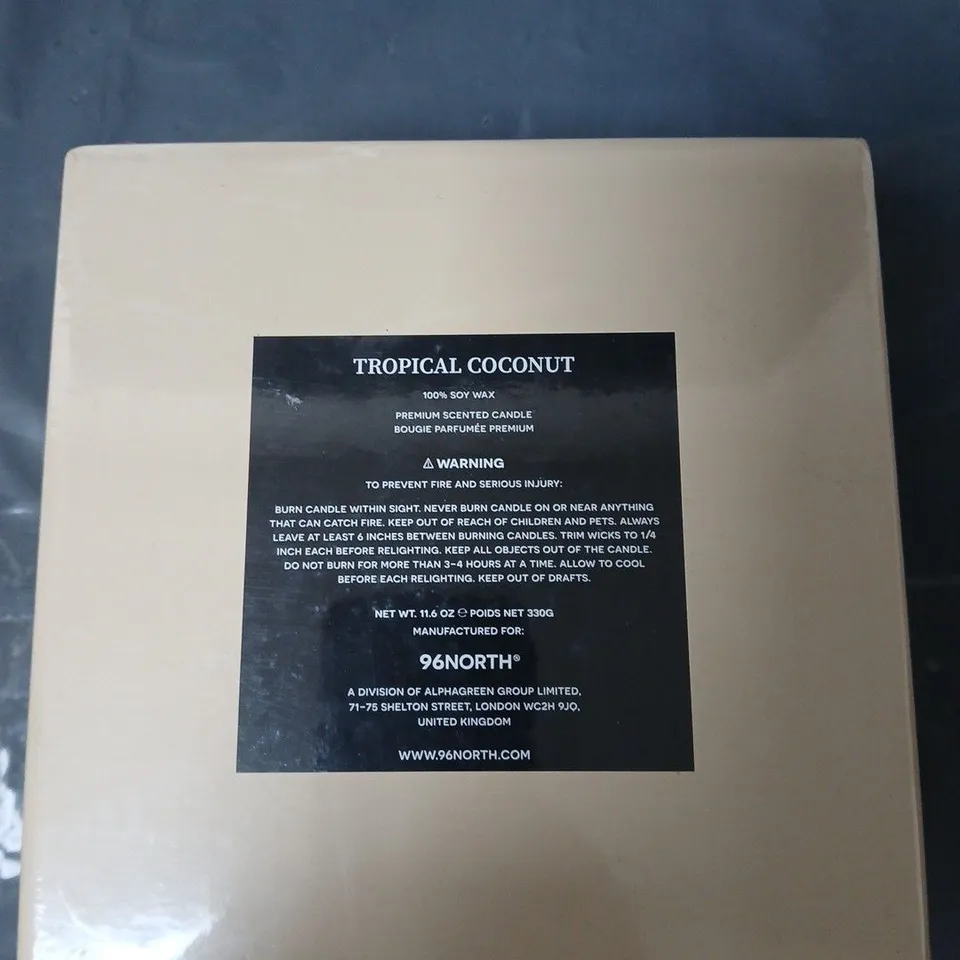 TROPICAL COCONUT
100% SOY WAX
PREMIUM SCENTED CANDLE
BOUGIE PARFUMÉE PREMIUM
⚠ WARNING
TO PREVENT FIRE AND SERIOUS INJURY:
BURN CANDLE WITHIN SIGHT. NEVER BURN CANDLE ON OR NEAR ANYTHING
THAT CAN CATCH FIRE. KEEP OUT OF REACH OF CHILDREN AND PETS. ALWAYS
LEAVE AT LEAST 6 INCHES BETWEEN BURNING CANDLES. TRIM WICKS TO 1/4
INCH EACH BEFORE RELIGHTING. KEEP ALL OBJECTS OUT OF THE CANDLE.
DO NOT BURN FOR MORE THAN 3-4 HOURS AT A TIME. ALLOW TO COOL
BEFORE EACH RELIGHTING. KEEP OUT OF DRAFTS.
NET WT. 11.6 OZ ℮ POIDS NET 330G
MANUFACTURED FOR:
96NORTH®
A DIVISION OF ALPHAGREEN GROUP LIMITED,
71-75 SHELTON STREET, LONDON WC2H 9JQ,
UNITED KINGDOM
WWW.96NORTH.COM